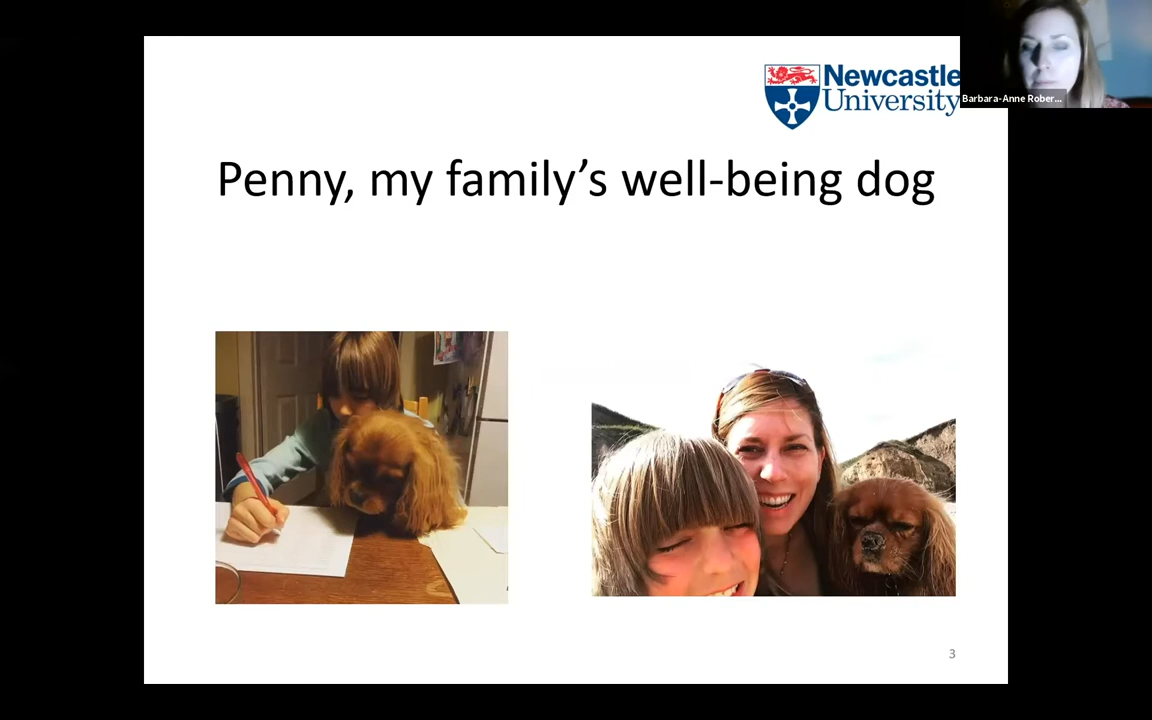 Newcastle
University
Barbara-Anne Rober...
Penny, my family's well-being dog
3